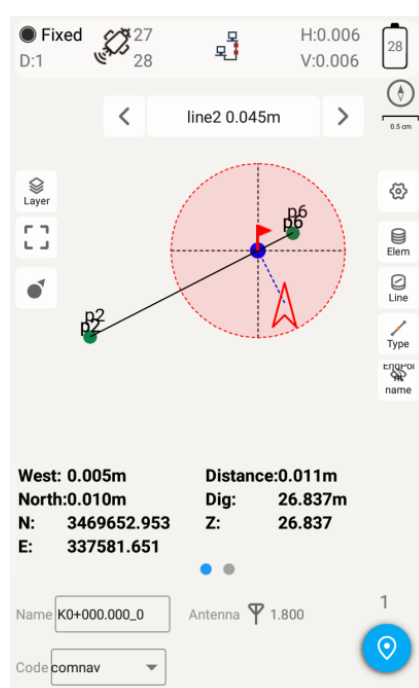 Fixed 27 H:0.006
D:1 28 V:0.006
28
line2 0.045m
0.5 cm
Layer
p6
p6
Elem
Line
p2
p2
Type
name
West: 0.005m Distance:0.011m
North:0.010m Dig: 26.837m
N: 3469652.953 Z: 26.837
E: 337581.651
Name K0+000.000_0 Antenna 1.800 1
Code comnav